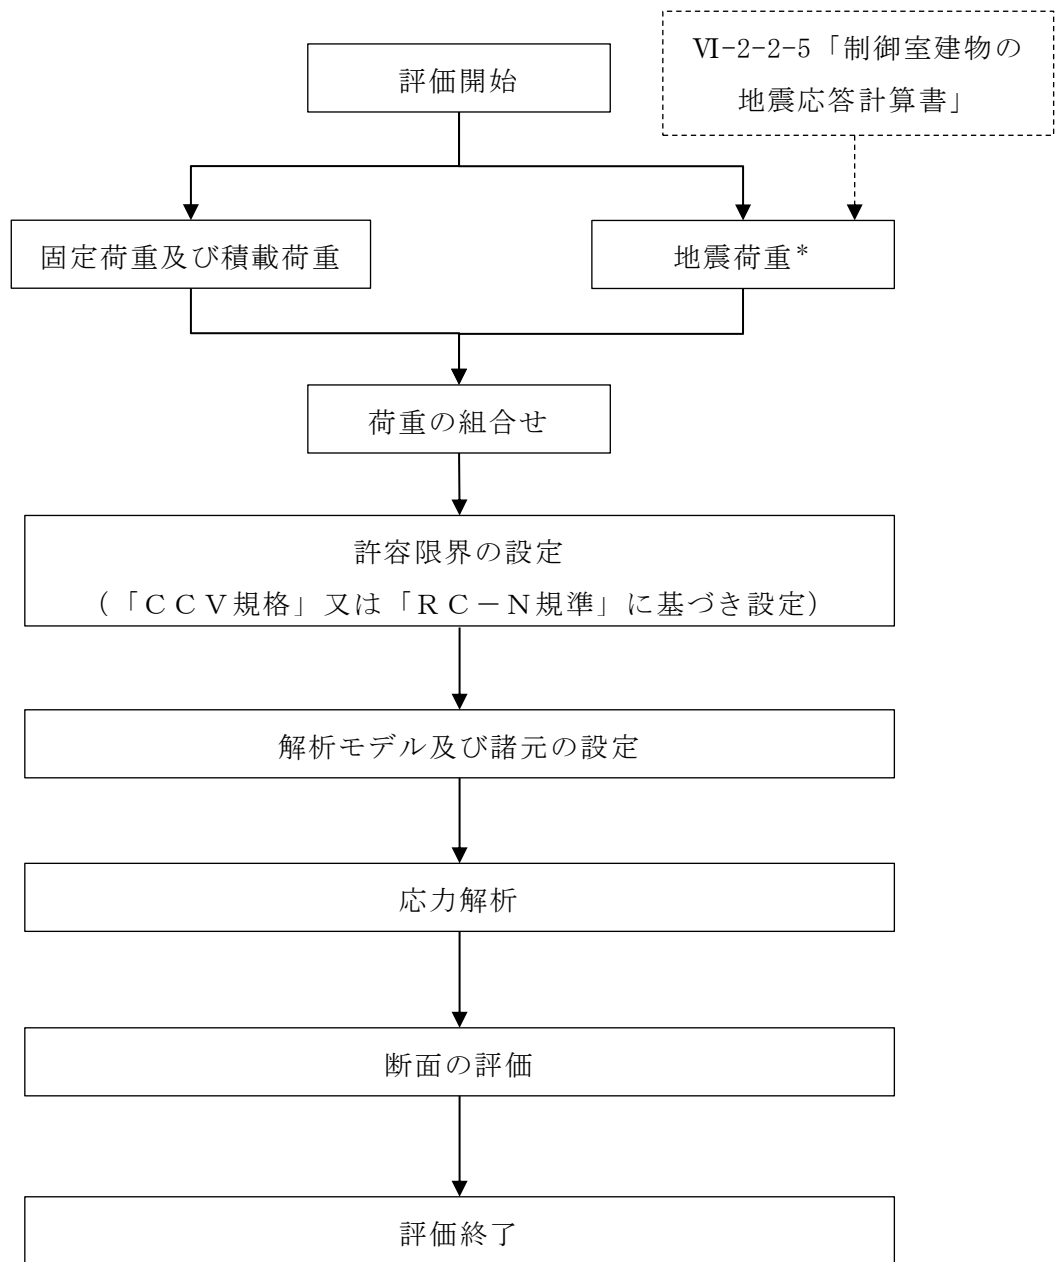 評価開始
Ⅵ-2-2-5「制御室建物の
地震応答計算書」
固定荷重及び積載荷重
地震荷重*
荷重の組合せ
許容限界の設定
（「ＣＣＶ規格」又は「ＲＣ－Ｎ規準」に基づき設定）
解析モデル及び諸元の設定
応力解析
断面の評価
評価終了